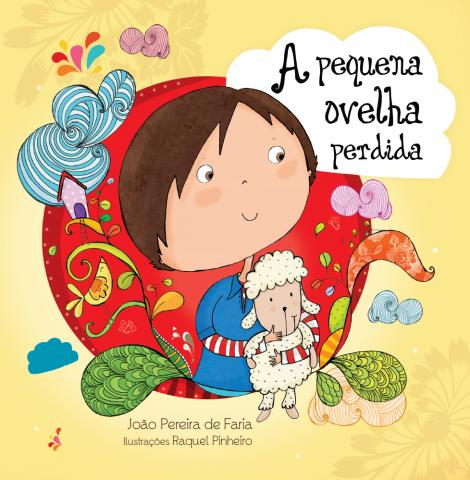 A pequena
ovelha
perdida
João Pereira de Faria
Ilustrações Raquel Pinheiro